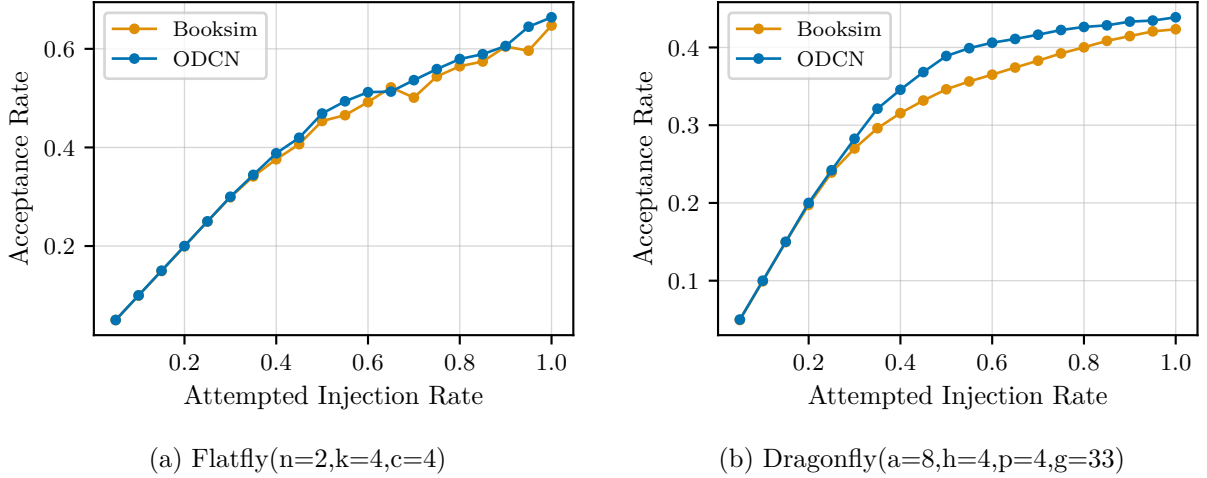 Booksim
ODCN
0.6
0.4
0.2
Acceptance Rate
0.2 0.4 0.6 0.8 1.0
Attempted Injection Rate
(a) Flatfly(n=2,k=4,c=4)
Booksim
ODCN
0.4
0.3
0.2
0.1
Acceptance Rate
0.2 0.4 0.6 0.8 1.0
Attempted Injection Rate
(b) Dragonfly(a=8,h=4,p=4,g=33)